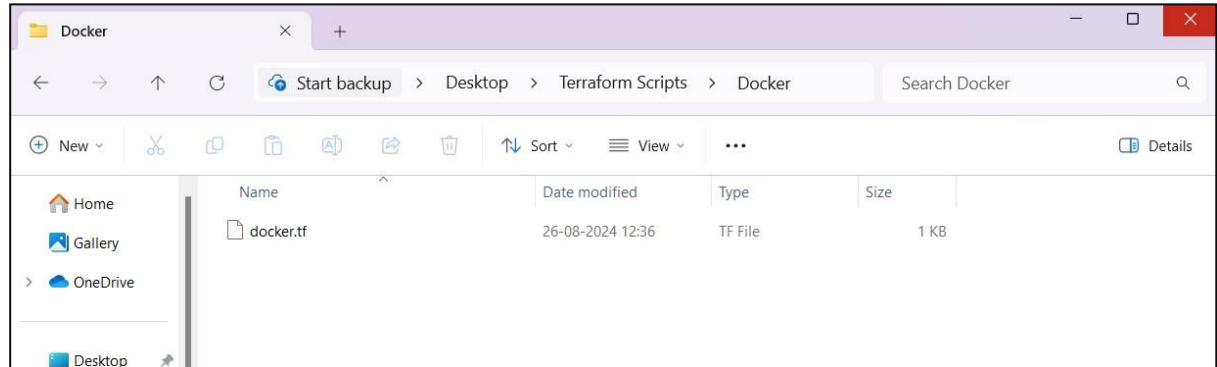 Docker
Start backup > Desktop > Terraform Scripts > Docker Search Docker
New Sort View ... Details
Name Date modified Type Size
Home
docker.tf 26-08-2024 12:36 TF File 1 KB
Gallery
OneDrive
Desktop